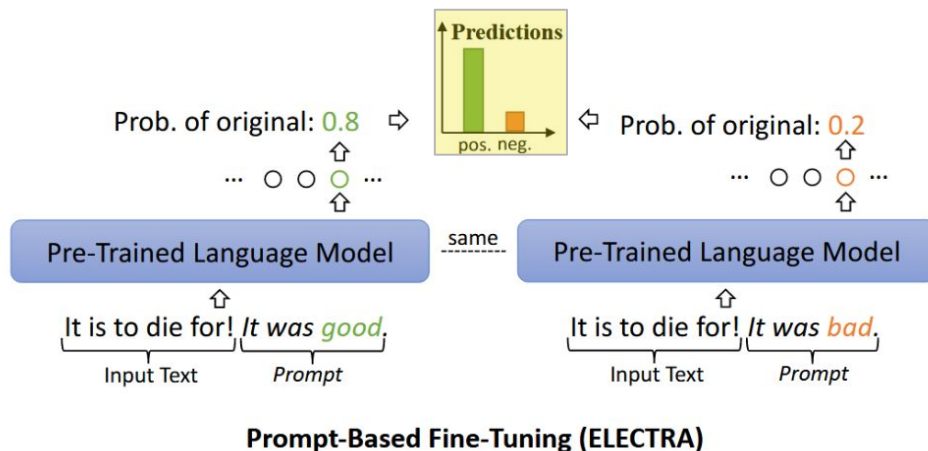 Predictions
pos. neg.
Prob. of original: 0.8
Prob. of original: 0.2
... ...
... ...
Pre-Trained Language Model
same
Pre-Trained Language Model
It is to die for! It was good.
It is to die for! It was bad.
Input Text
Prompt
Input Text
Prompt
Prompt-Based Fine-Tuning (ELECTRA)